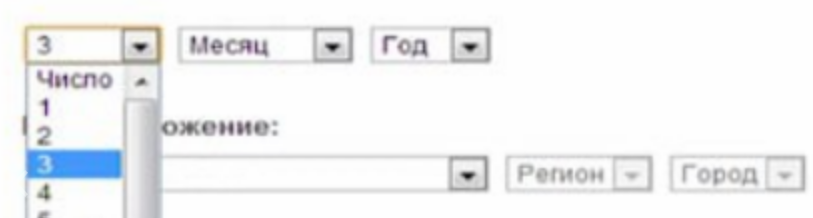 3 Месяц Год
Число
1
2
ожение:
3
Регион Город
4